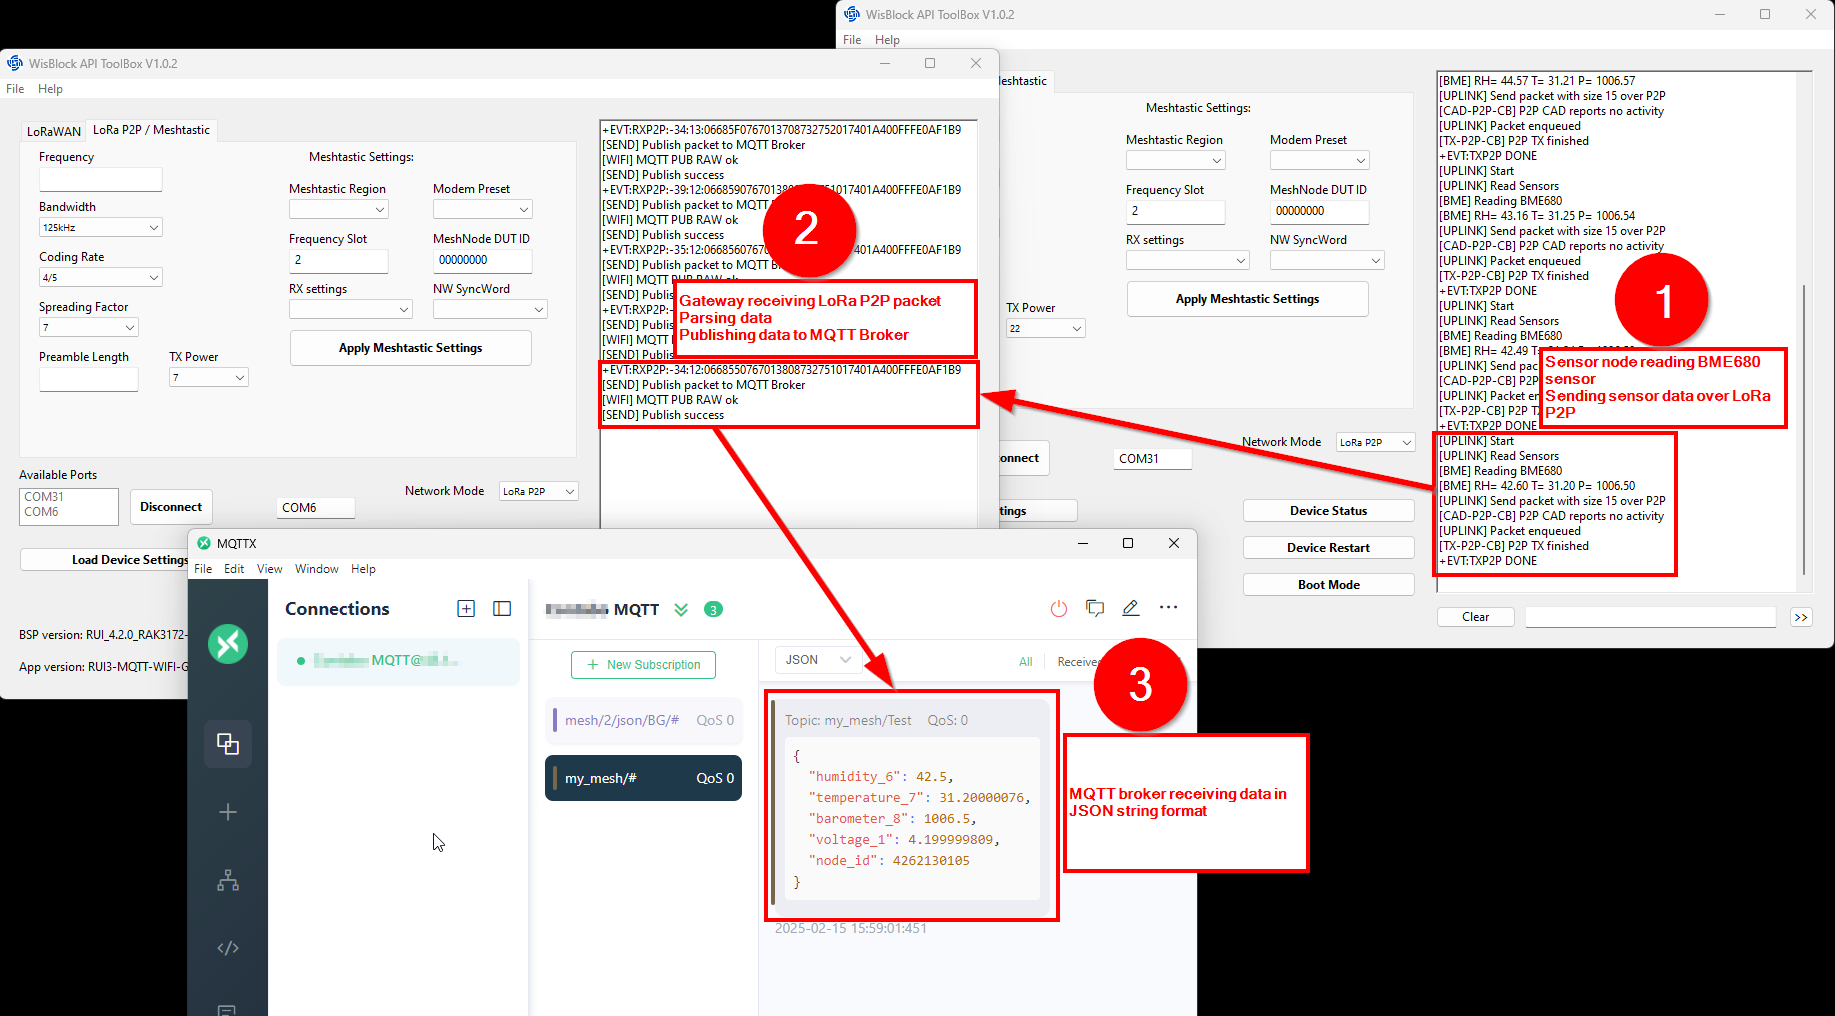 WisBlock API ToolBox V1.0.2
File Help
eshtastic
Meshtastic Settings:
Meshtastic Region Modem Preset
Frequency Slot MeshNode DUT ID
2 00000000
RX settings NW SyncWord
Apply Meshtastic Settings
TX Power
22
Network Mode LoRa P2P
onnect
COM31
tings
Device Status
Device Restart
Boot Mode
[BME] RH= 44.57 T= 31.21 P= 1006.57
[UPLINK] Send packet with size 15 over P2P
[CAD-P2P-CB] P2P CAD reports no activity
[UPLINK] Packet enqueued
[TX-P2P-CB] P2P TX finished
+EVT:TXP2P DONE
[UPLINK] Start
[UPLINK] Read Sensors
[BME] Reading BME680
[BME] RH= 43.16 T= 31.25 P= 1006.54
[UPLINK] Send packet with size 15 over P2P
[CAD-P2P-CB] P2P CAD reports no activity
[UPLINK] Packet enqueued
[TX-P2P-CB] P2P TX finished
+EVT:TXP2P DONE
[UPLINK] Start
[UPLINK] Read Sensors
[BME] Reading BME680
[BME] RH= 42.49 T=
[UPLINK] Send pac
[CAD-P2P-CB] P2P
[UPLINK] Packet en
[TX-P2P-CB] P2P T
+EVT:TXP2P DONE
[UPLINK] Start
[UPLINK] Read Sensors
[BME] Reading BME680
[BME] RH= 42.60 T= 31.20 P= 1006.50
[UPLINK] Send packet with size 15 over P2P
[CAD-P2P-CB] P2P CAD reports no activity
[UPLINK] Packet enqueued
[TX-P2P-CB] P2P TX finished
+EVT:TXP2P DONE
Clear >>
1
Sensor node reading BME680
sensor
Sending sensor data over LoRa
P2P
WisBlock API ToolBox V1.0.2
File Help
LoRaWAN LoRa P2P / Meshtastic
Frequency
Bandwidth
125kHz
Coding Rate
4/5
Spreading Factor
7
Preamble Length TX Power
7
Meshtastic Settings:
Meshtastic Region Modem Preset
Frequency Slot MeshNode DUT ID
2 00000000
RX settings NW SyncWord
Apply Meshtastic Settings
Available Ports
COM31
COM6
Disconnect
COM6
Network Mode LoRa P2P
Load Device Settings
BSP version: RUI_4.2.0_RAK3172-
App version: RUI3-MQTT-WIFI-G
+EVT:RXP2P:-34:13:06685F0767013708732752017401A400FFFE0AF1B9
[SEND] Publish packet to MQTT Broker
[WIFI] MQTT PUB RAW ok
[SEND] Publish success
+EVT:RXP2P:-39:12:066859076701380 751017401A400FFFE0AF1B9
[SEND] Publish packet to MQTT
[WIFI] MQTT PUB RAW ok
[SEND] Publish success
+EVT:RXP2P:-35:12:066856076701 2751017401A400FFFE0AF1B9
[SEND] Publish packet to MQTT B
[WIFI] MQTT PUB RAW ok
[SEND] Publis
+EVT:RXP2P:-
[SEND] Publis
[WIFI] MQTT
[SEND] Publis
+EVT:RXP2P:-34:12:0668550767013808732751017401A400FFFE0AF1B9
[SEND] Publish packet to MQTT Broker
[WIFI] MQTT PUB RAW ok
[SEND] Publish success
2
Gateway receiving LoRa P2P packet
Parsing data
Publishing data to MQTT Broker
MQTTX
File Edit View Window Help
Connections
MQTT@
MQTT 3
New Subscription
mesh/2/json/BG/# QoS 0
my_mesh/# QoS 0
JSON All Receive
Topic: my_mesh/Test QoS: 0
{
"humidity_6": 42.5,
"temperature_7": 31.20000076,
"barometer_8": 1006.5,
"voltage_1": 4.199999809,
"node_id": 4262130105
}
2025-02-15 15:59:01:451
3
MQTT broker receiving data in
JSON string format